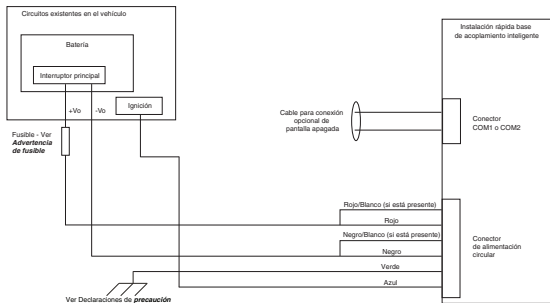 Circuitos existentes en el vehículo
Batería
Interruptor principal
+Vo
-Vo
Ignición
Fusible - Ver
Advertencia
de fusible
Cable para conexión
opcional de
pantalla apagada
Instalación rápida base
de acoplamiento inteligente
Conector
COM1 o COM2
Rojo/Blanco (si está presente)
Rojo
Negro/Blanco (si está presente)
Negro
Verde
Azul
Conector
de alimentación
circular
Ver Declaraciones de precaución